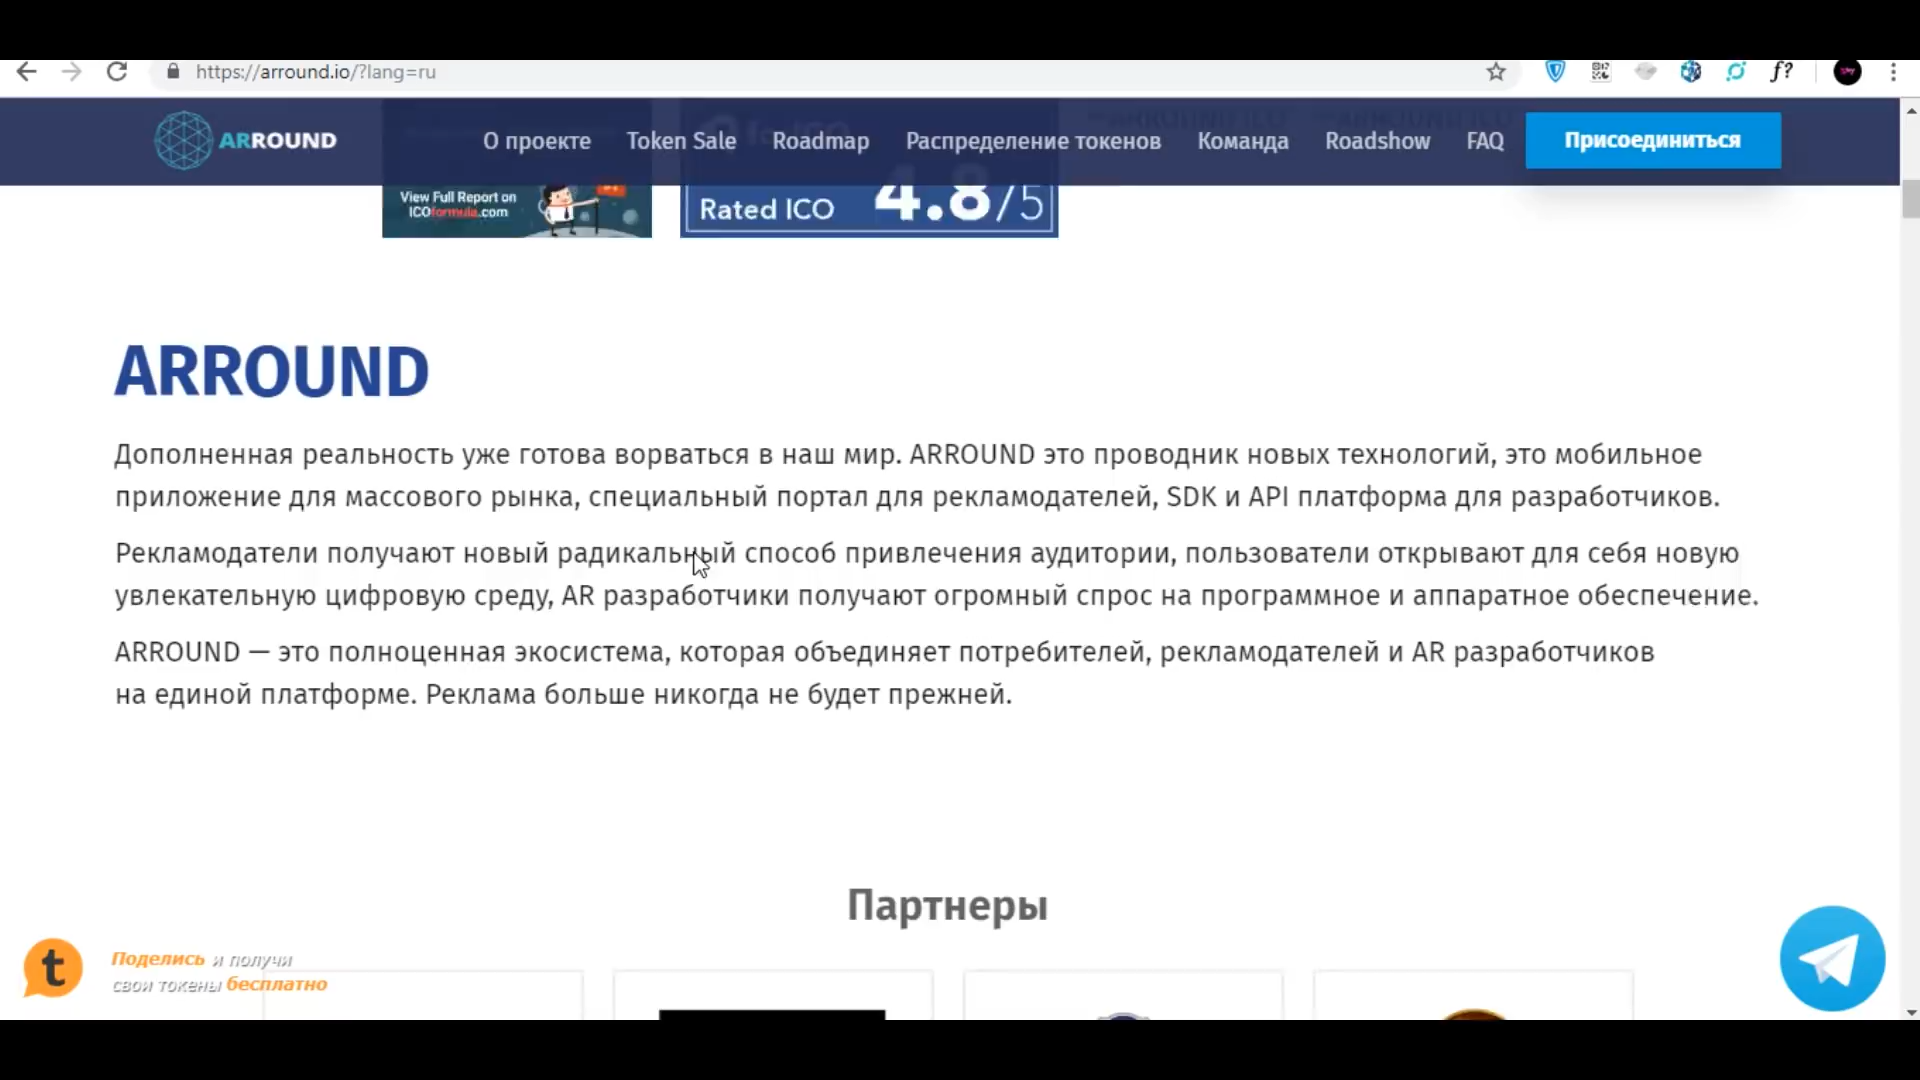 https://arround.io/?lang=ru
f?
ARROUND
О проекте
Token Sale
Roadmap
Распределение токенов
Команда
Roadshow
FAQ
Присоединиться
View Full Report on
ICOformula.com
Rated ICO 4.8/5
ARROUND
Дополненная реальность уже готова ворваться в наш мир. ARROUND это проводник новых технологий, это мобильное
приложение для массового рынка, специальный портал для рекламодателей, SDK и API платформа для разработчиков.
Рекламодатели получают новый радикальный способ привлечения аудитории, пользователи открывают для себя новую
увлекательную цифровую среду, AR разработчики получают огромный спрос на программное и аппаратное обеспечение.
ARROUND — это полноценная экосистема, которая объединяет потребителей, рекламодателей и AR разработчиков
на единой платформе. Реклама больше никогда не будет прежней.
Партнеры
t
Поделись и получи
свои токены бесплатно